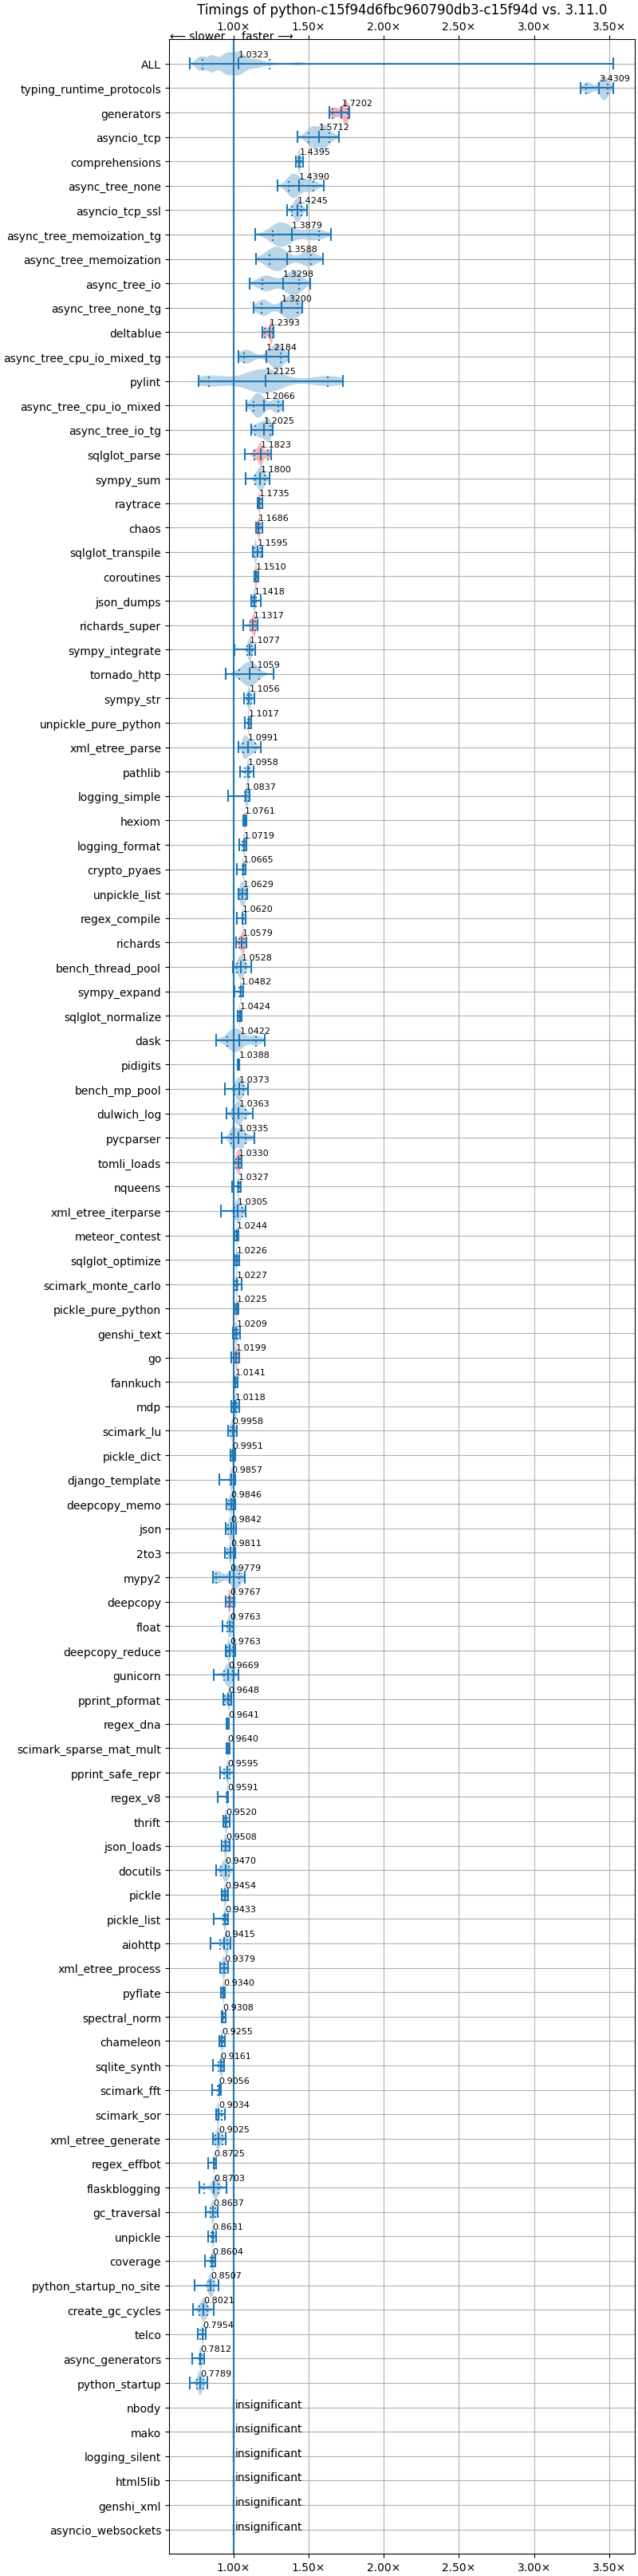 Timings of python-c15f94d6fbc960790db3-c15f94d vs. 3.11.0
1.00× 1.50× 2.00× 2.50× 3.00× 3.50×
⟵ slower faster ⟶
ALL 1.0323
typing_runtime_protocols 3.4309
generators 1.7202
asyncio_tcp 1.5712
comprehensions 1.4395
async_tree_none 1.4390
asyncio_tcp_ssl 1.4245
async_tree_memoization_tg 1.3879
async_tree_memoization 1.3588
async_tree_io 1.3298
async_tree_none_tg 1.3200
deltablue 1.2393
async_tree_cpu_io_mixed_tg 1.2184
pylint 1.2125
async_tree_cpu_io_mixed 1.2066
async_tree_io_tg 1.2025
sqlglot_parse 1.1823
sympy_sum 1.1800
raytrace 1.1735
chaos 1.1686
sqlglot_transpile 1.1595
coroutines 1.1510
json_dumps 1.1418
richards_super 1.1317
sympy_integrate 1.1077
tornado_http 1.1059
sympy_str 1.1056
unpickle_pure_python 1.1017
xml_etree_parse 1.0991
pathlib 1.0958
logging_simple 1.0837
hexiom 1.0761
logging_format 1.0719
crypto_pyaes 1.0665
unpickle_list 1.0629
regex_compile 1.0620
richards 1.0579
bench_thread_pool 1.0528
sympy_expand 1.0482
sqlglot_normalize 1.0424
dask 1.0422
pidigits 1.0388
bench_mp_pool 1.0373
dulwich_log 1.0363
pycparser 1.0335
tomli_loads 1.0330
nqueens 1.0327
xml_etree_iterparse 1.0305
meteor_contest 1.0244
sqlglot_optimize 1.0226
scimark_monte_carlo 1.0227
pickle_pure_python 1.0225
genshi_text 1.0209
go 1.0199
fannkuch 1.0141
mdp 1.0118
scimark_lu 0.9958
pickle_dict 0.9951
django_template 0.9857
deepcopy_memo 0.9846
json 0.9842
2to3 0.9811
mypy2 0.9779
deepcopy 0.9767
float 0.9763
deepcopy_reduce 0.9763
gunicorn 0.9669
pprint_pformat 0.9648
regex_dna 0.9641
scimark_sparse_mat_mult 0.9640
pprint_safe_repr 0.9595
regex_v8 0.9591
thrift 0.9520
json_loads 0.9508
docutils 0.9470
pickle 0.9454
pickle_list 0.9433
aiohttp 0.9415
xml_etree_process 0.9379
pyflate 0.9340
spectral_norm 0.9308
chameleon 0.9255
sqlite_synth 0.9161
scimark_fft 0.9056
scimark_sor 0.9034
xml_etree_generate 0.9025
regex_effbot 0.8725
flaskblogging 0.8703
gc_traversal 0.8637
unpickle 0.8631
coverage 0.8604
python_startup_no_site 0.8507
create_gc_cycles 0.8021
telco 0.7954
async_generators 0.7812
python_startup 0.7789
nbody insignificant
mako insignificant
logging_silent insignificant
html5lib insignificant
genshi_xml insignificant
asyncio_websockets insignificant
1.00× 1.50× 2.00× 2.50× 3.00× 3.50×